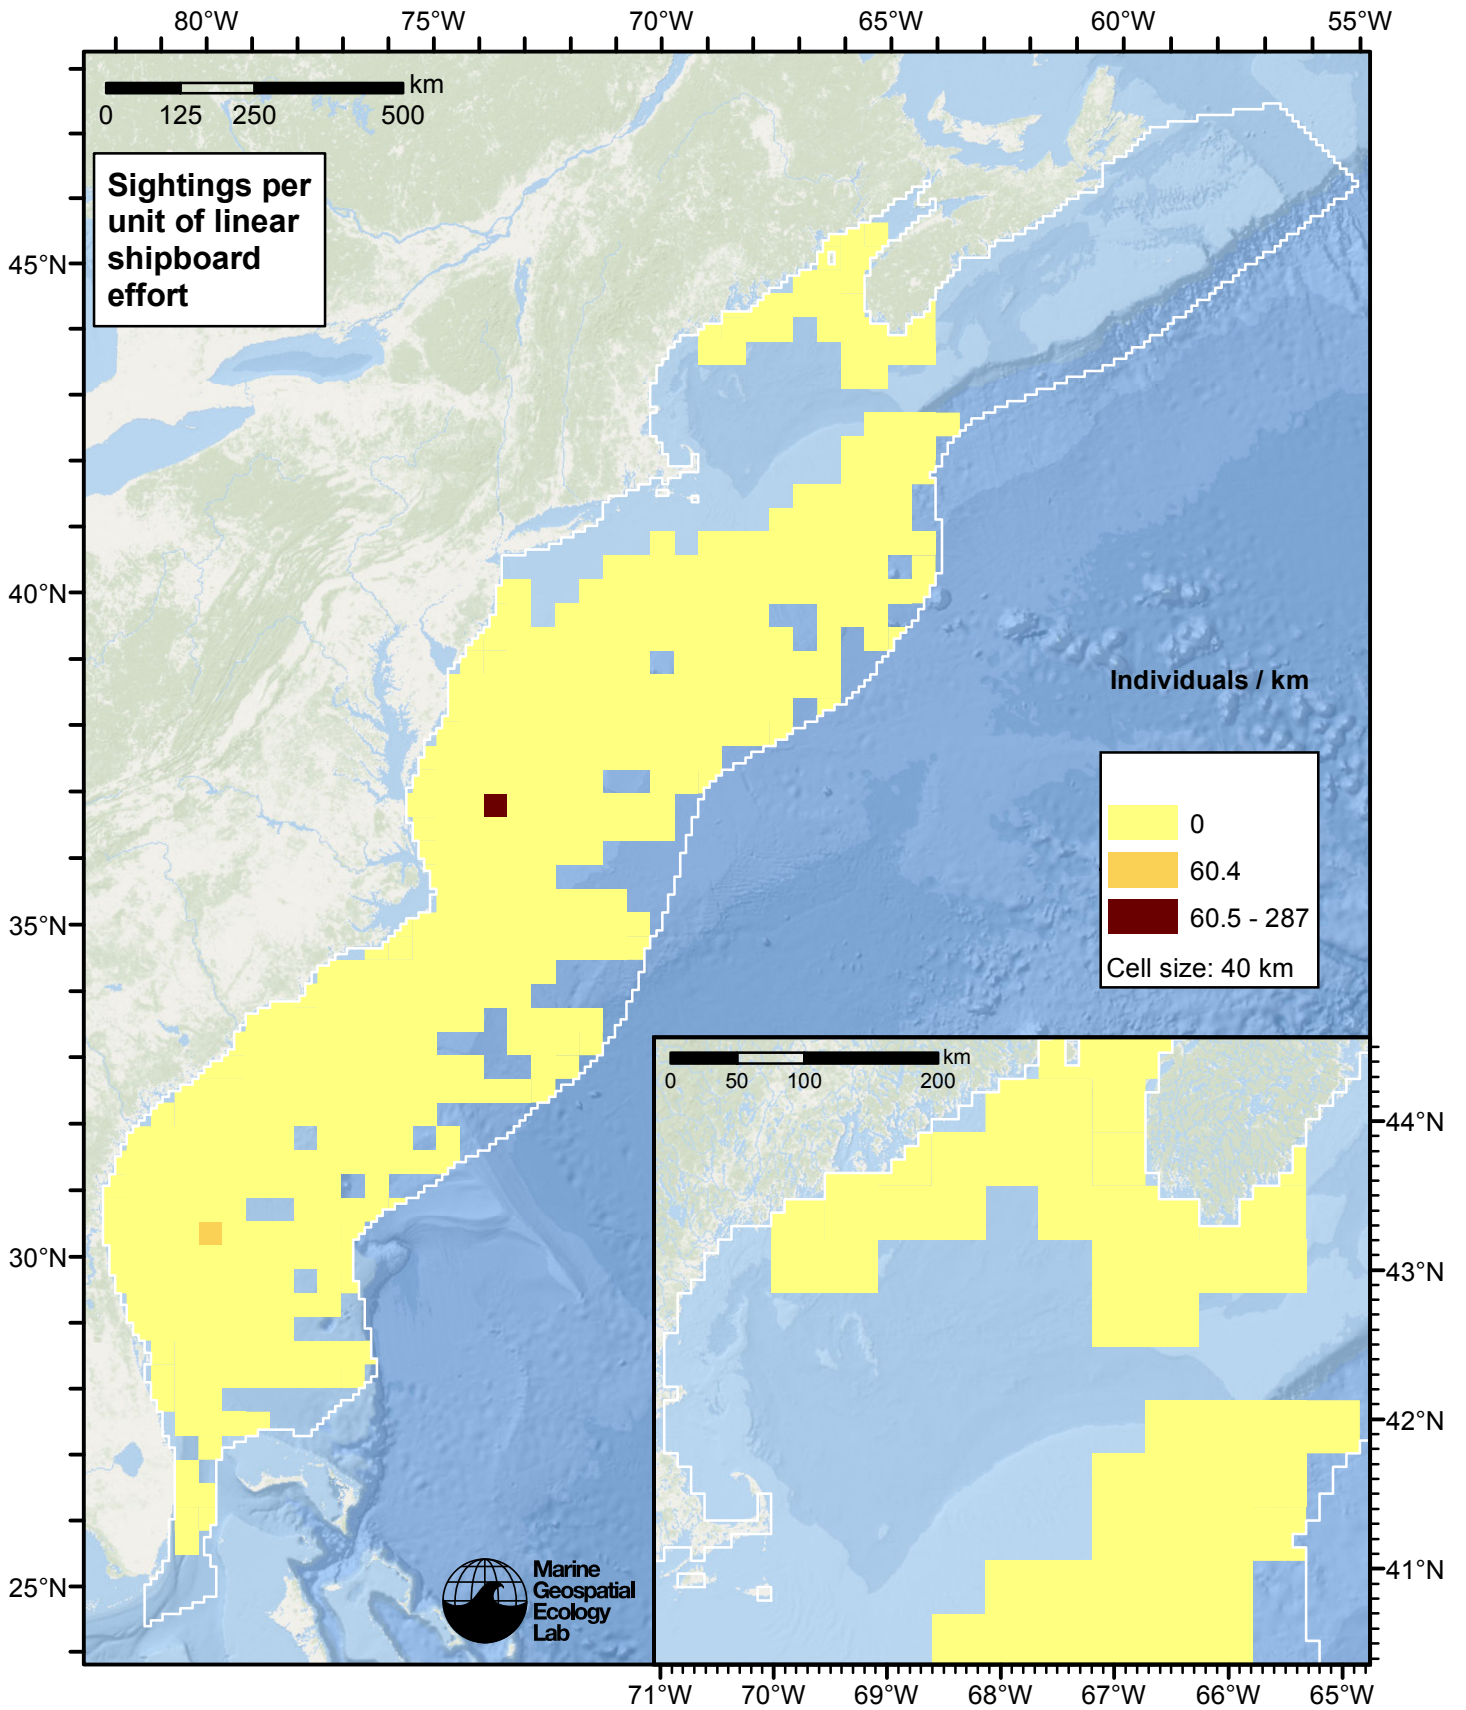 80°W 75°W 70°W 65°W 60°W 55°W
km
0 125 250 500
Sightings per
unit of linear
shipboard
effort
45°N
40°N
35°N
30°N
25°N
Individuals / km
0
60.4
60.5 - 287
Cell size: 40 km
km
0 50 100 200
44°N
43°N
42°N
41°N
Marine
Geospatial
Ecology
Lab
71°W 70°W 69°W 68°W 67°W 66°W 65°W